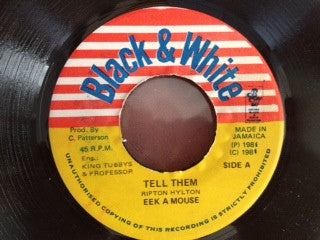 Black & White
Prod. By
C. Patterson
45 R.P.M.
Eng.:
KING TUBBYS
& PROFESSOR
MADE IN
JAMAICA
(P) 1981
(C) 1981
SIDE A
TELL THEM
RIPTON HYLTON
EEK A MOUSE
UNAUTHORISED COPYING OF THIS RECORDING IS STRICTLY PROHIBITED